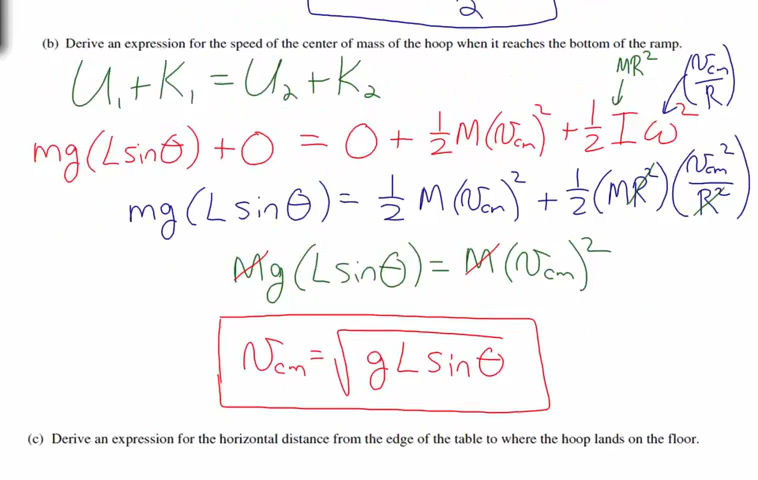 2
(b) Derive an expression for the speed of the center of mass of the hoop when it reaches the bottom of the ramp.
U₁ + K₁ = U₂ + K₂ MR² (v_cm/R)
mg(L sinθ) + 0 = 0 + ½M(v_cm)² + ½Iω²
mg(L sinθ) = ½M(v_cm)² + ½(MR²)(v_cm²/R²)
Mg(L sinθ) = M(v_cm)²
v_cm = √(gL sinθ)
(c) Derive an expression for the horizontal distance from the edge of the table to where the hoop lands on the floor.